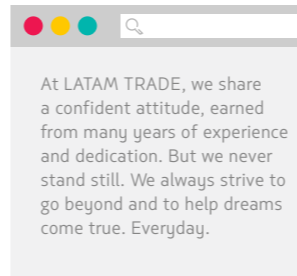 At LATAM TRADE, we share
a confident attitude, earned
from many years of experience
and dedication. But we never
stand still. We always strive to
go beyond and to help dreams
come true. Everyday.